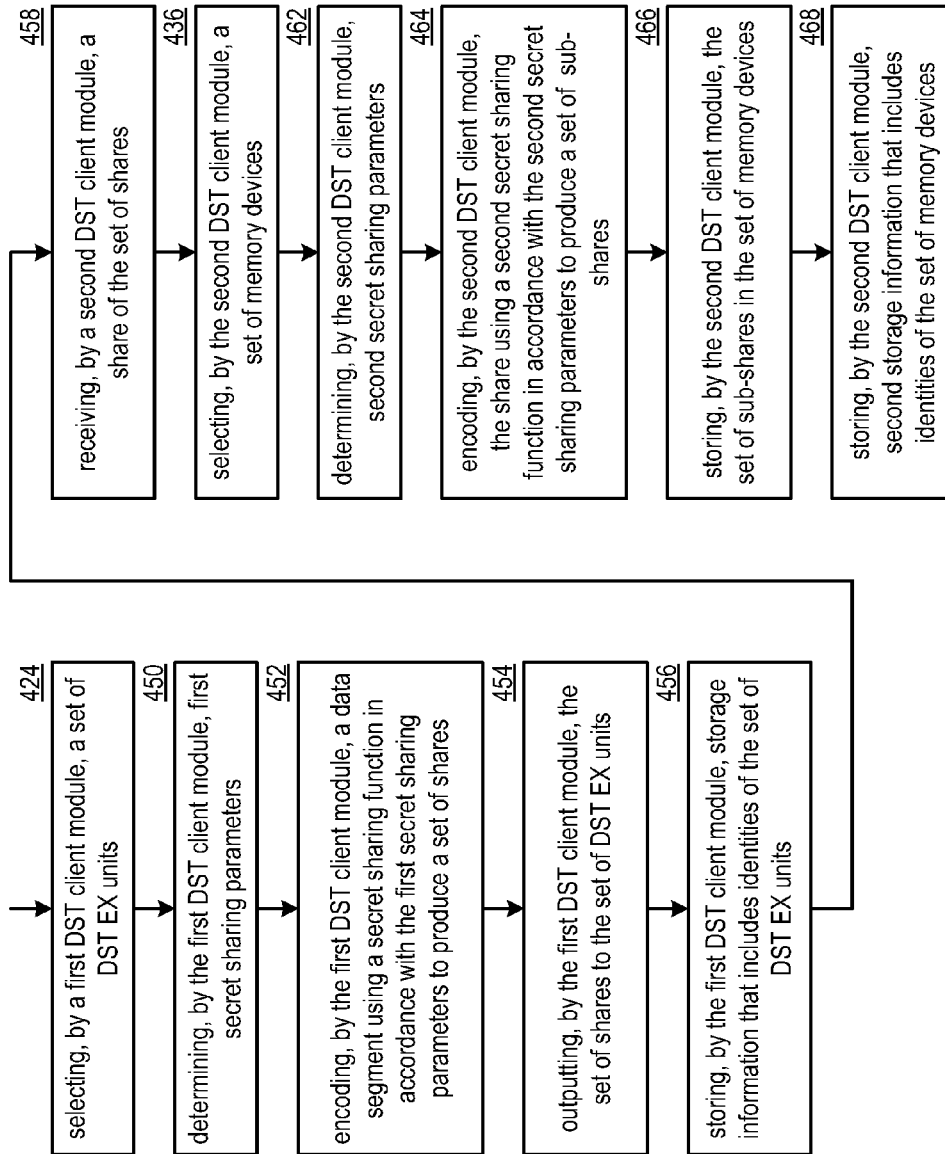 424
selecting, by a first DST client module, a set of
DST EX units
450
determining, by the first DST client module, first
secret sharing parameters
452
encoding, by the first DST client module, a data
segment using a secret sharing function in
accordance with the first secret sharing
parameters to produce a set of shares
454
outputting, by the first DST client module, the
set of shares to the set of DST EX units
456
storing, by the first DST client module, storage
information that includes identities of the set of
DST EX units
458
receiving, by a second DST client module, a
share of the set of shares
436
selecting, by the second DST client module, a
set of memory devices
462
determining, by the second DST client module,
second secret sharing parameters
464
encoding, by the second DST client module,
the share using a second secret sharing
function in accordance with the second secret
sharing parameters to produce a set of sub-
shares
466
storing, by the second DST client module, the
set of sub-shares in the set of memory devices
468
storing, by the second DST client module,
second storage information that includes
identities of the set of memory devices